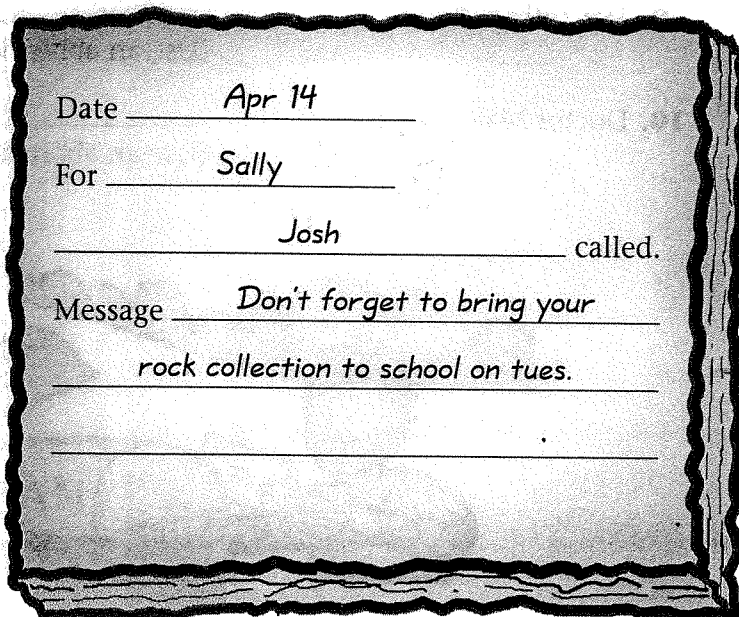 Date Apr 14
For Sally
Josh called.
Message Don't forget to bring your
rock collection to school on tues.